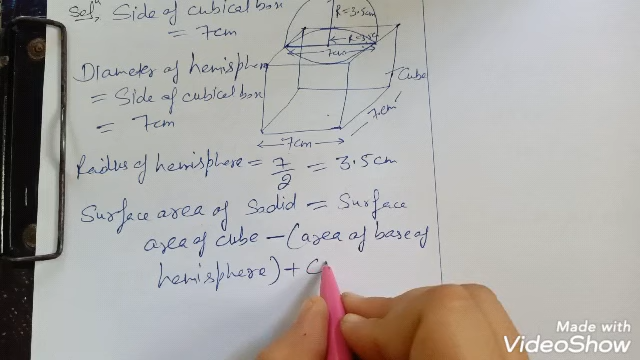 Solⁿ, Side of cubical box
= 7cm
R=3.5cm
R=3.5cm
7cm
Diameter of hemisphere
= Side of cubical box
= 7cm
Cube
7cm
7cm
Radius of hemisphere = 7/2 = 3.5cm
Surface area of Solid = Surface
area of cube - (area of base of
hemisphere) + C
Made with
VideoShow